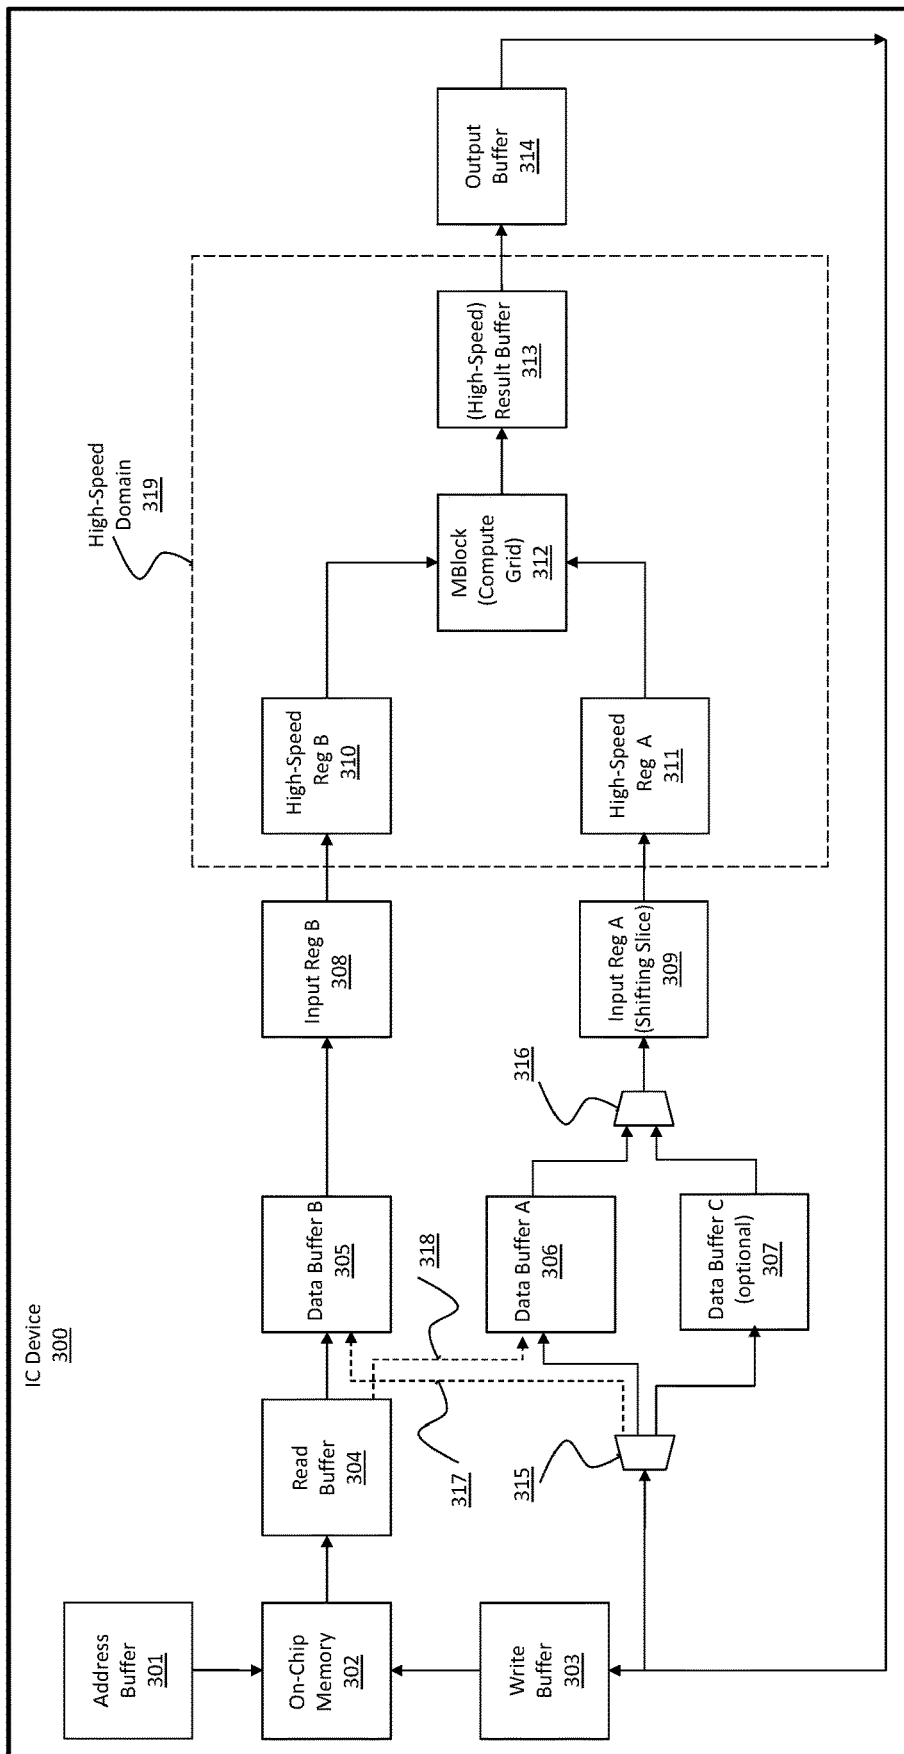 IC Device
300
Address
Buffer
301
On-Chip
Memory
302
Write
Buffer
303
Read
Buffer
304
317
318
315
Data Buffer B
305
Data Buffer A
306
Data Buffer C
(optional)
307
316
Input Reg B
308
Input Reg A
(Shifting Slice)
309
High-Speed
Domain
319
High-Speed
Reg B
310
High-Speed
Reg A
311
MBlock
(Compute
Grid)
312
(High-Speed)
Result Buffer
313
Output
Buffer
314